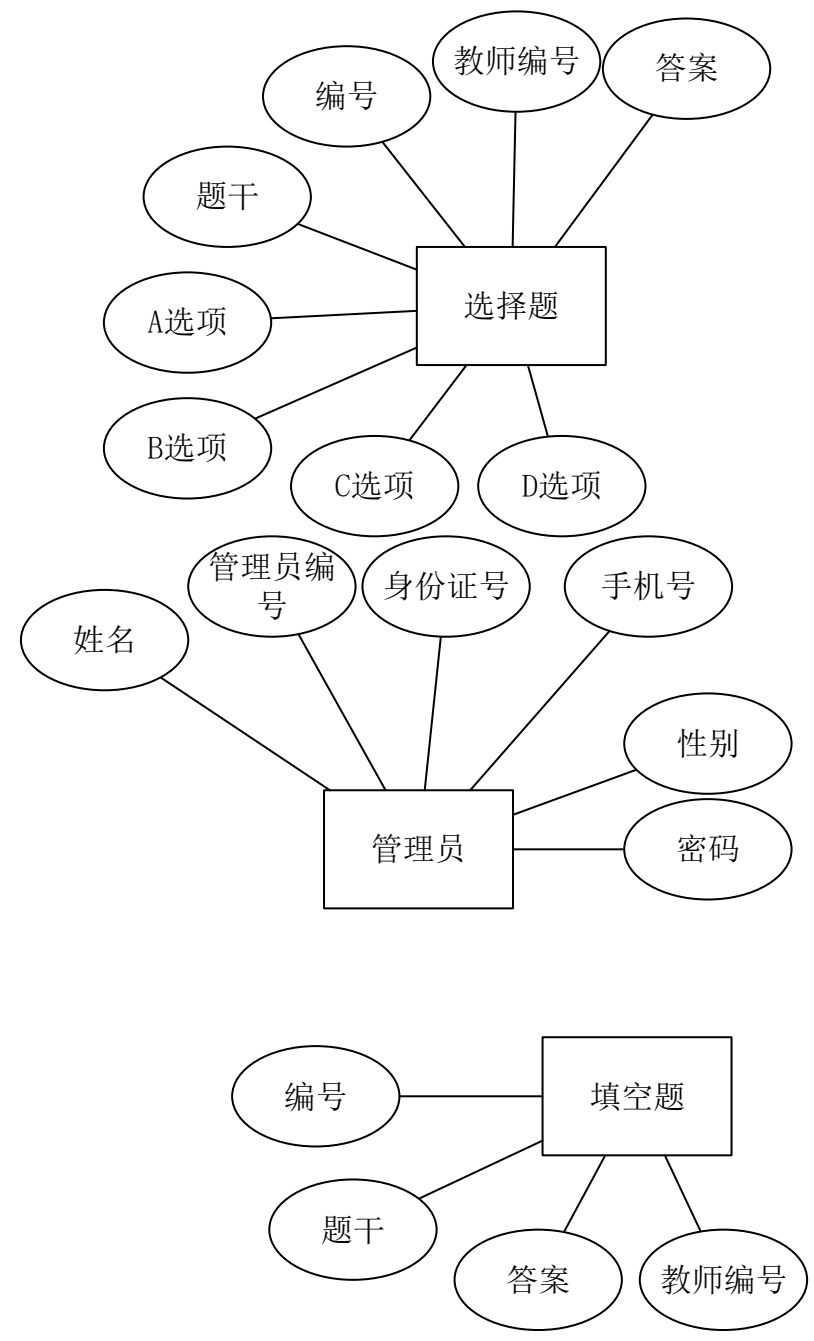 教师编号
答案
编号
题干
选择题
A选项
B选项
C选项
D选项
管理员编
号
身份证号
手机号
姓名
性别
管理员
密码
编号
填空题
题干
答案
教师编号